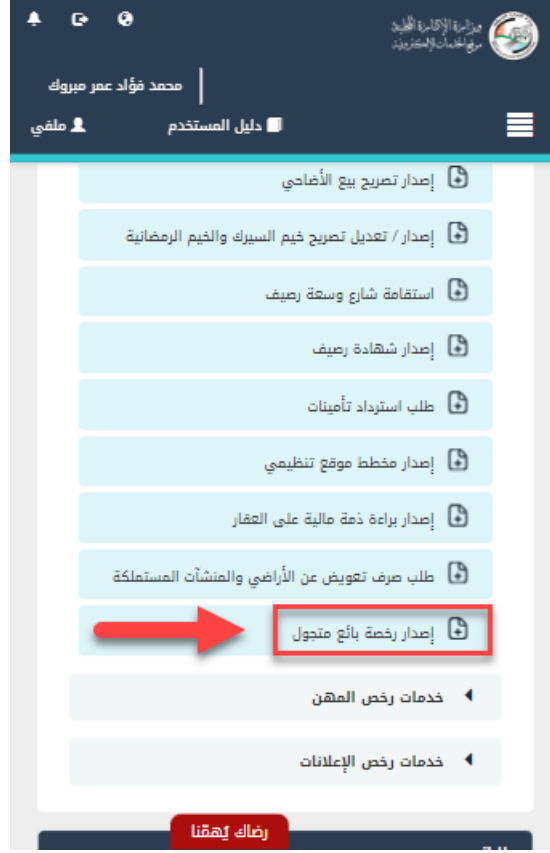 وزارة الإدارة المحلية
موقع الخدمات الإلكترونية
محمد فؤاد عمر مبروك
دليل المستخدم
ملفي
إصدار تصريح بيع الأضاحي
إصدار / تعديل تصريح خيم السيرك والخيم الرمضانية
استقامة شارع وسعة رصيف
إصدار شهادة رصيف
طلب استرداد تأمينات
إصدار مخطط موقع تنظيمي
إصدار براءة ذمة مالية على العقار
طلب صرف تعويض عن الأراضي والمنشآت المستملكة
إصدار رخصة بائع متجول
خدمات رخص المهن
خدمات رخص الإعلانات
رضاك يُهمّنا